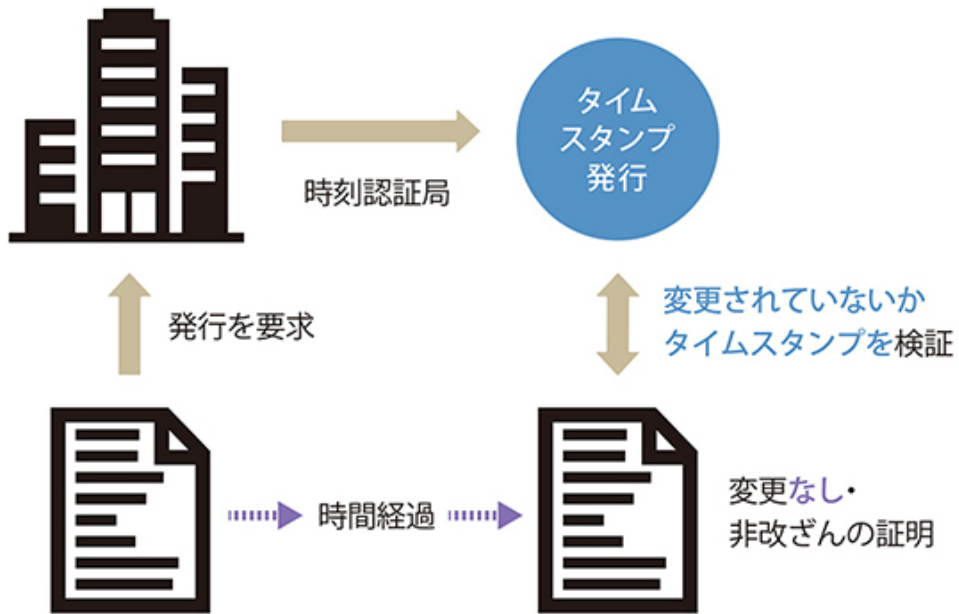 タイム
スタンプ
発行
時刻認証局
発行を要求
変更されていないか
タイムスタンプを検証
時間経過
変更なし・
非改ざんの証明